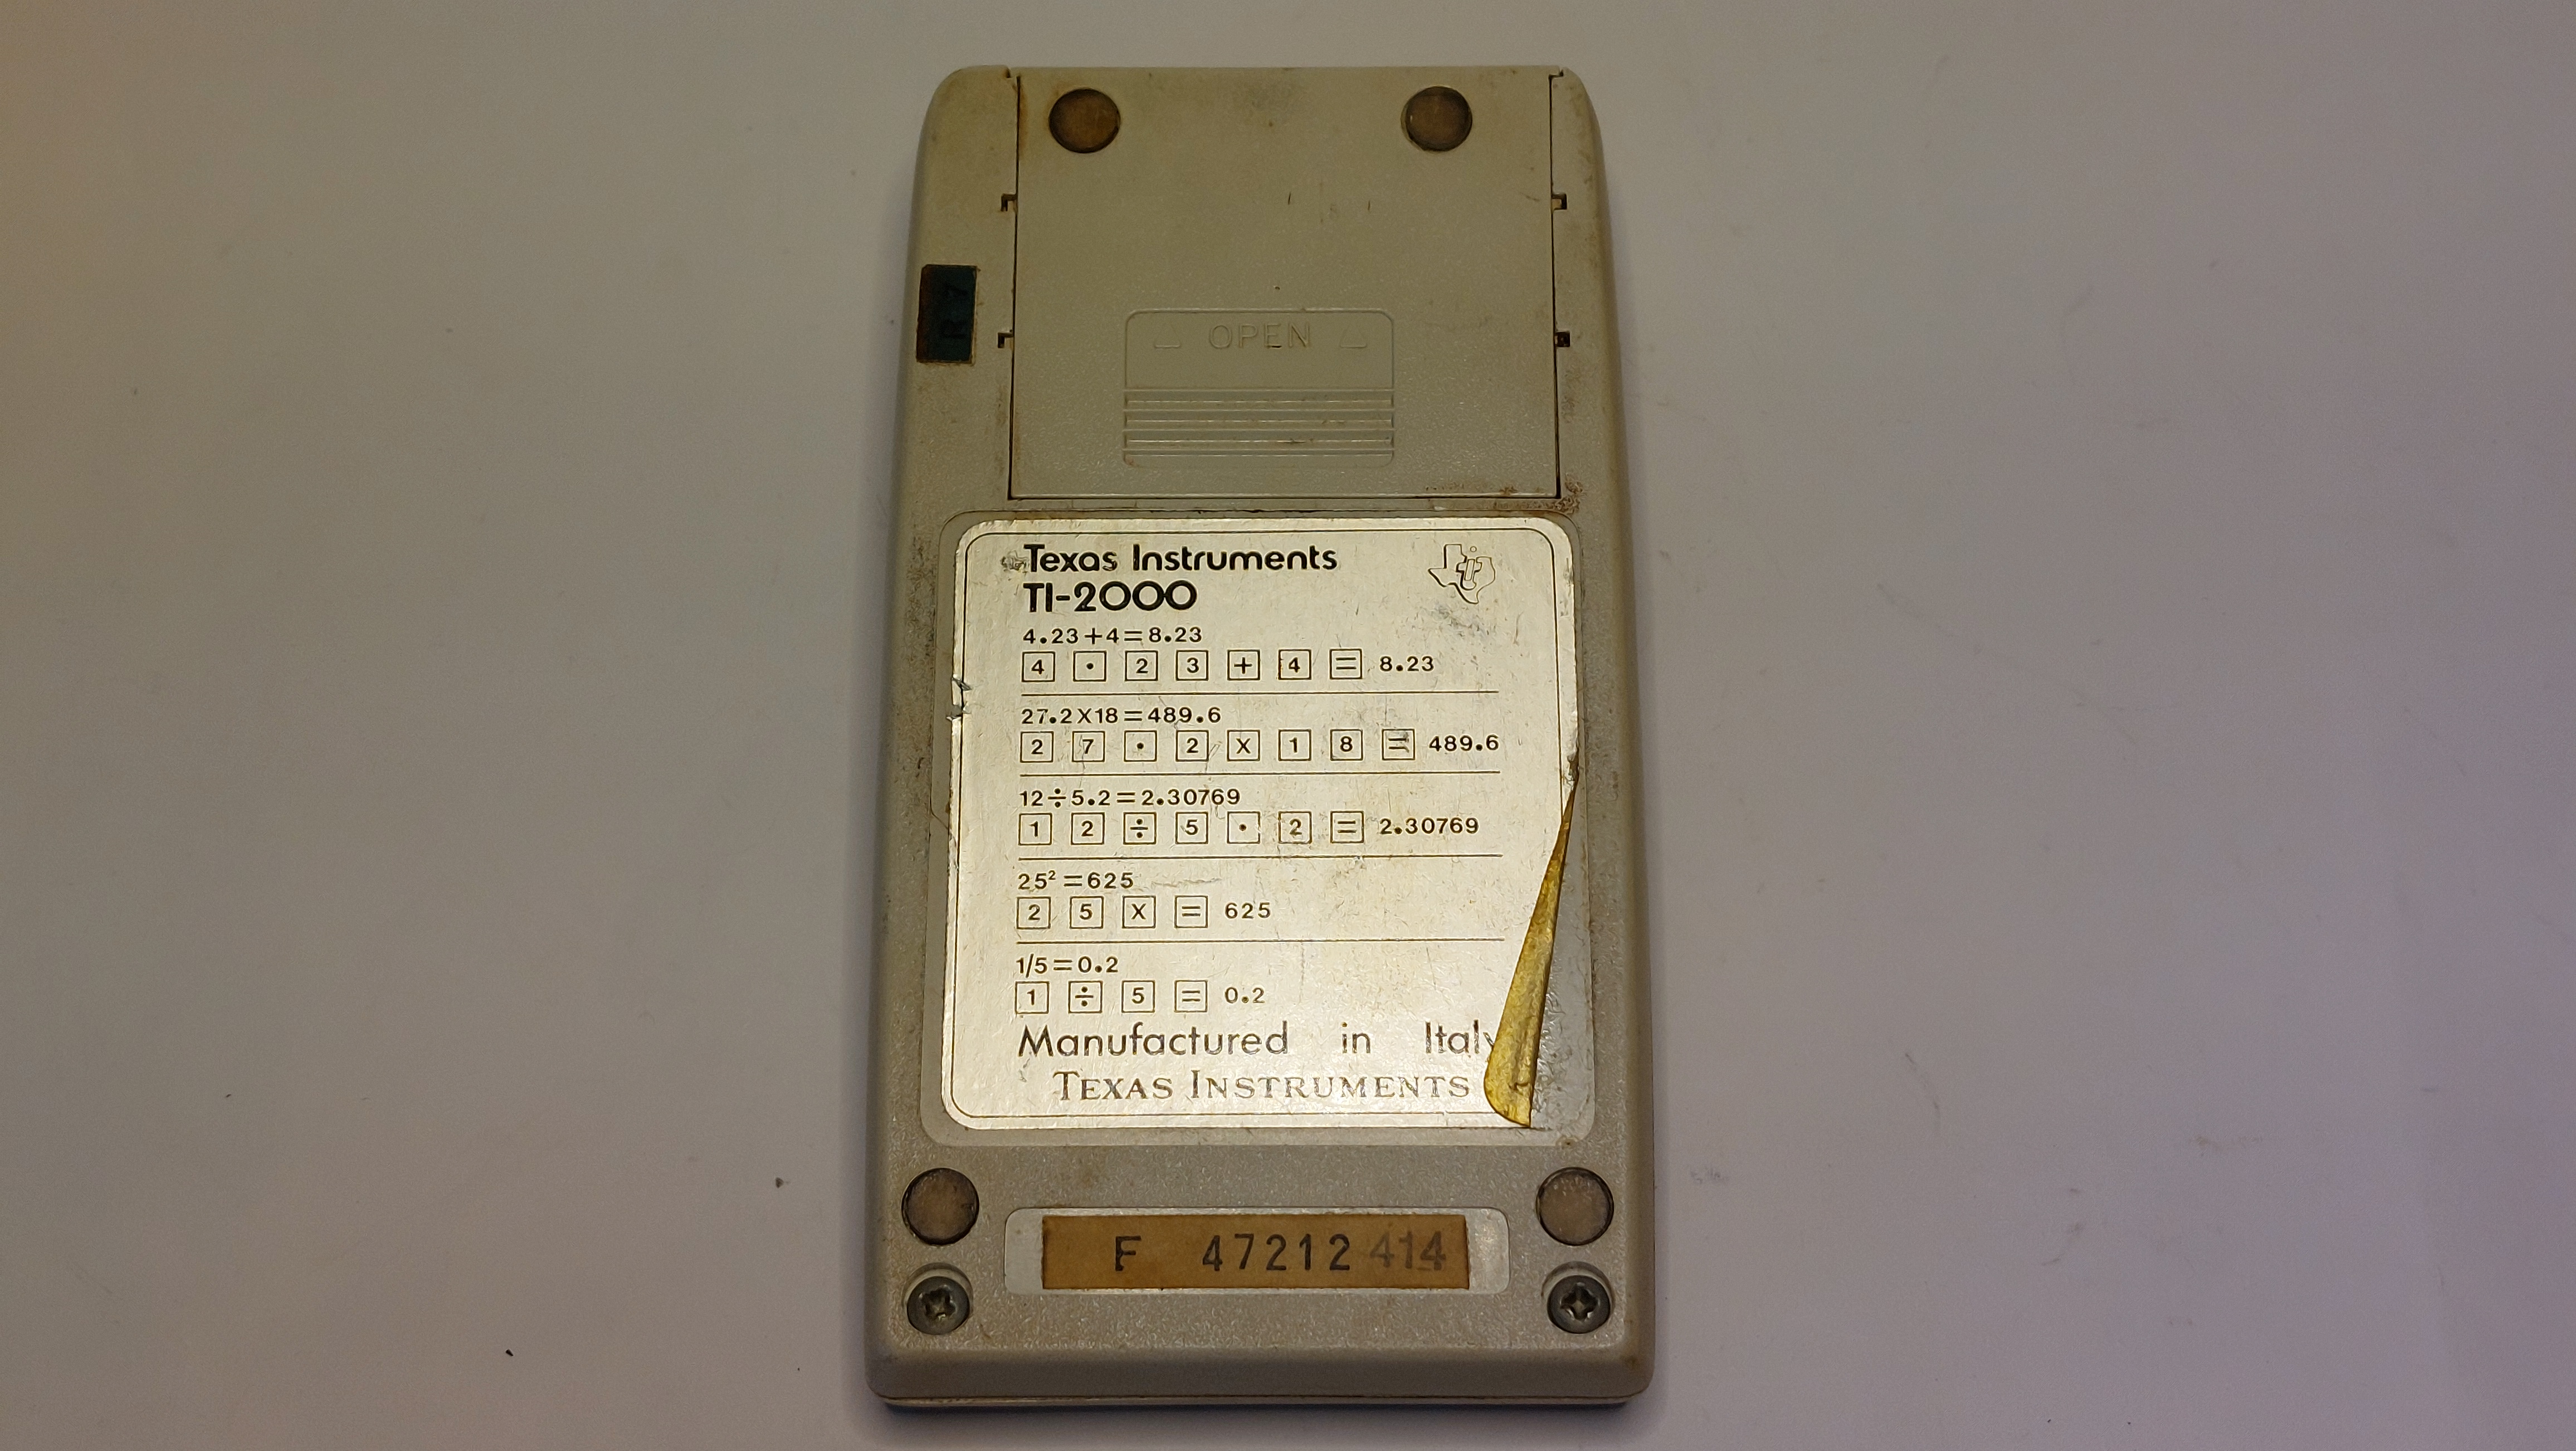 OPEN
Texas Instruments
TI-2000
4.23+4=8.23
4 . 2 3 + 4 = 8.23
27.2X18=489.6
2 7 . 2 X 1 8 = 489.6
12÷5.2=2.30769
1 2 ÷ 5 . 2 = 2.30769
25²=625
2 5 X = 625
1/5=0.2
1 ÷ 5 = 0.2
Manufactured in Italy
TEXAS INSTRUMENTS
F 47212 414